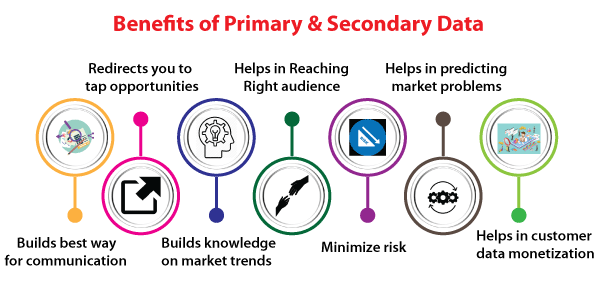 Benefits of Primary & Secondary Data
Redirects you to
tap opportunities
Helps in Reaching
Right audience
Helps in predicting
market problems
Builds best way
for communication
Builds knowledge
on market trends
Minimize risk
Helps in customer
data monetization